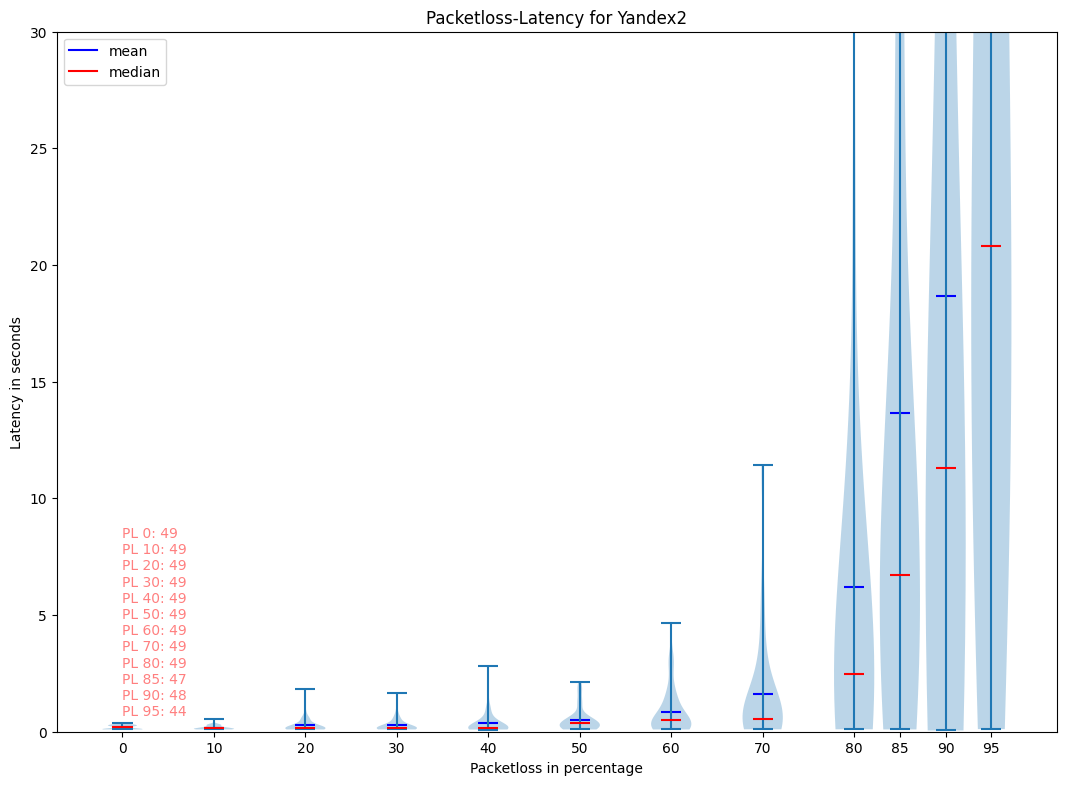 Packetloss-Latency for Yandex2
mean
median
Latency in seconds
30
25
20
15
10
5
0
PL 0: 49
PL 10: 49
PL 20: 49
PL 30: 49
PL 40: 49
PL 50: 49
PL 60: 49
PL 70: 49
PL 80: 49
PL 85: 47
PL 90: 48
PL 95: 44
0 10 20 30 40 50 60 70 80 85 90 95
Packetloss in percentage